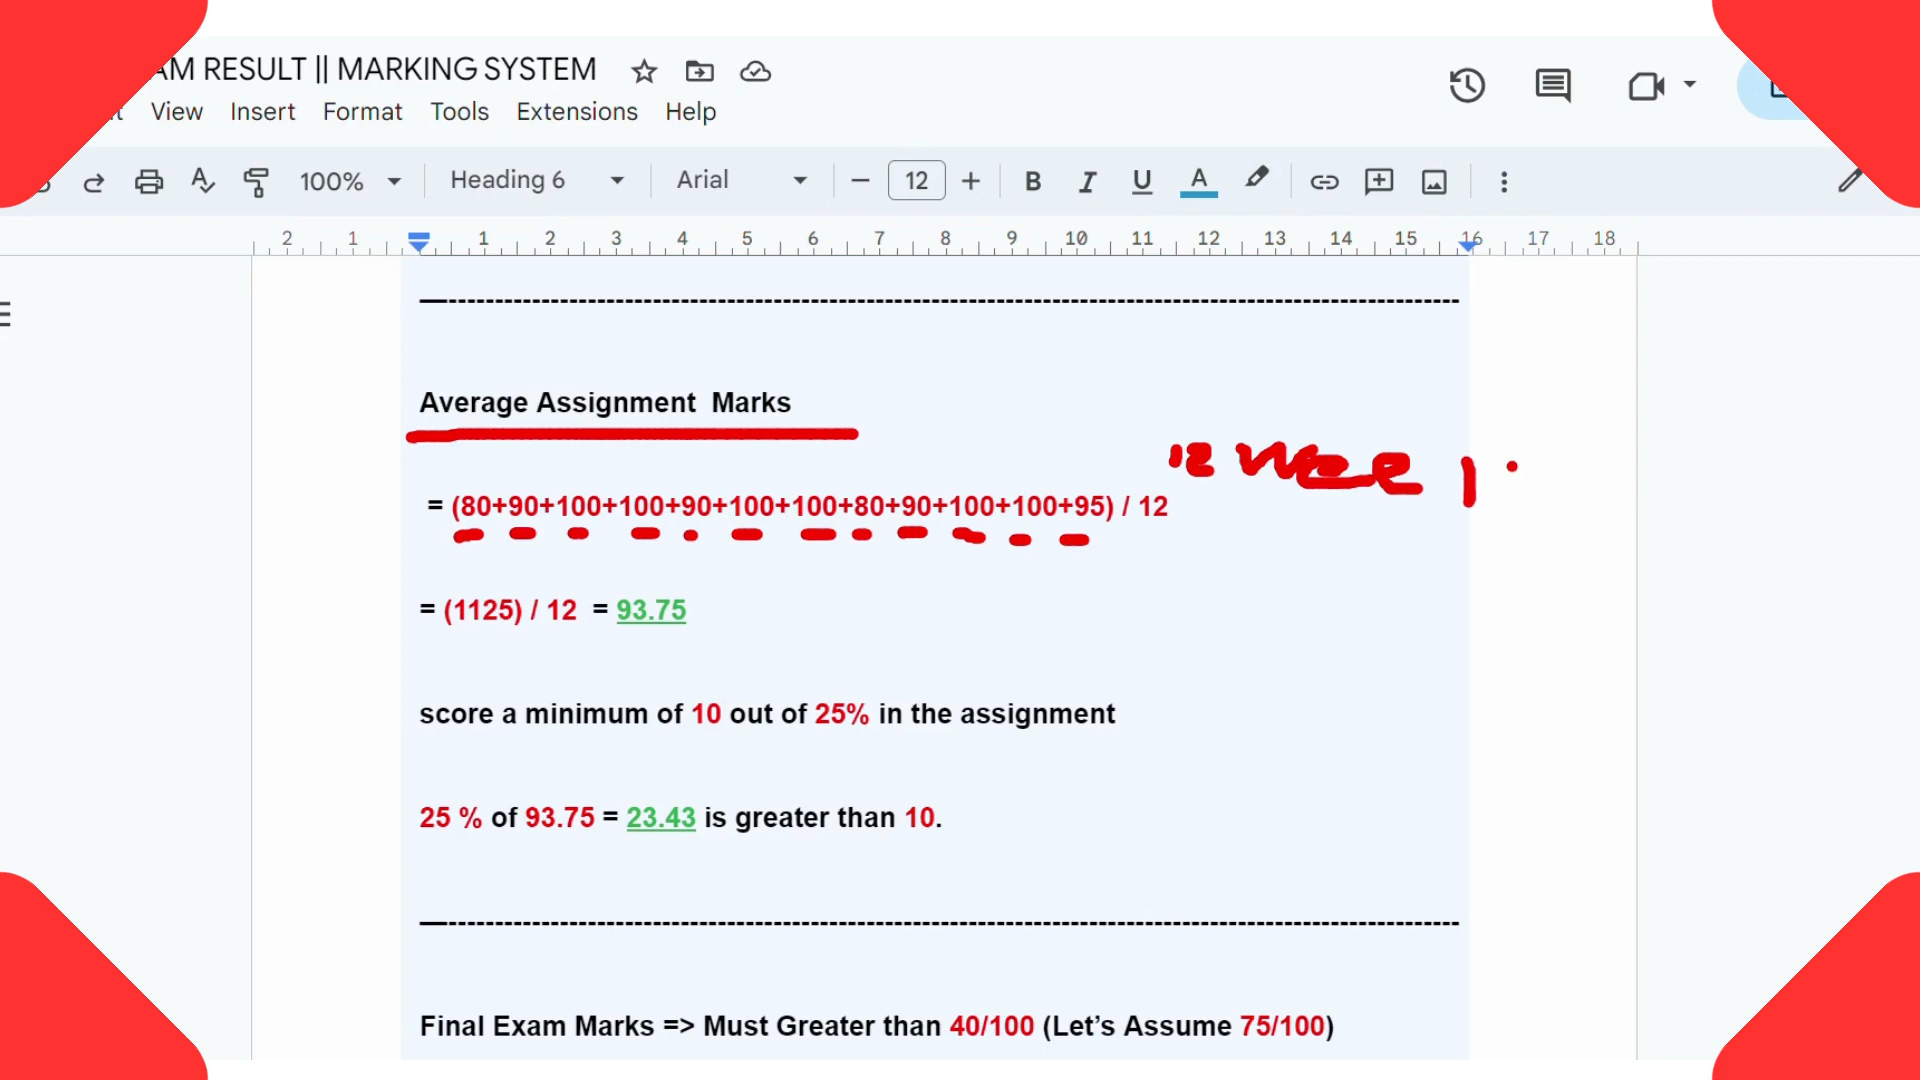 AM RESULT || MARKING SYSTEM
View Insert Format Tools Extensions Help
100% Heading 6 Arial — 12 + B I U A
2 1 1 2 3 4 5 6 7 8 9 10 11 12 13 14 15 16 17 18
Average Assignment Marks
12 wee
= (80+90+100+100+90+100+100+80+90+100+100+95) / 12
= (1125) / 12 = 93.75
score a minimum of 10 out of 25% in the assignment
25 % of 93.75 = 23.43 is greater than 10.
Final Exam Marks => Must Greater than 40/100 (Let’s Assume 75/100)